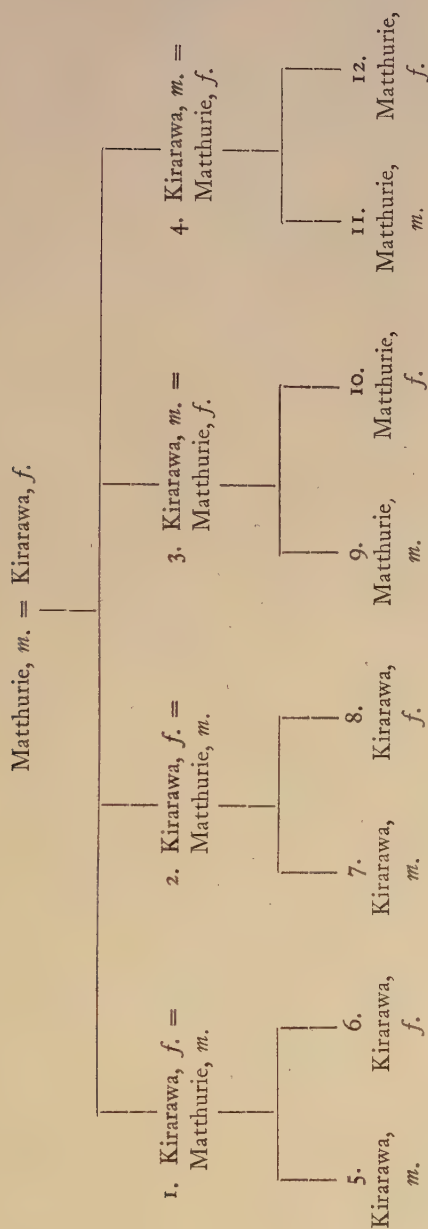 Matthurie, m. = Kirarawa, f.
1. Kirarawa, f. =
Matthurie, m.
2. Kirarawa, f. =
Matthurie, m.
3. Kirarawa, m. =
Matthurie, f.
4. Kirarawa, m. =
Matthurie, f.
5.
Kirarawa,
m.
6.
Kirarawa,
f.
7.
Kirarawa,
m.
8.
Kirarawa,
f.
9.
Matthurie,
m.
10.
Matthurie,
f.
11.
Matthurie,
m.
12.
Matthurie,
f.